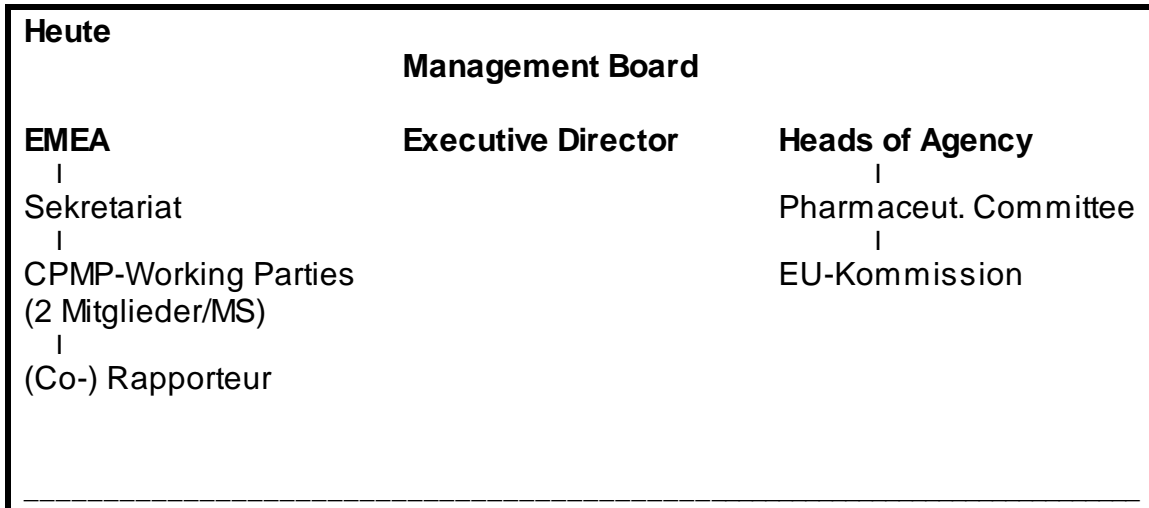 Heute
Management Board
EMEA Executive Director Heads of Agency
I I
Sekretariat Pharmaceut. Committee
I I
CPMP-Working Parties EU-Kommission
(2 Mitglieder/MS)
I
(Co-) Rapporteur